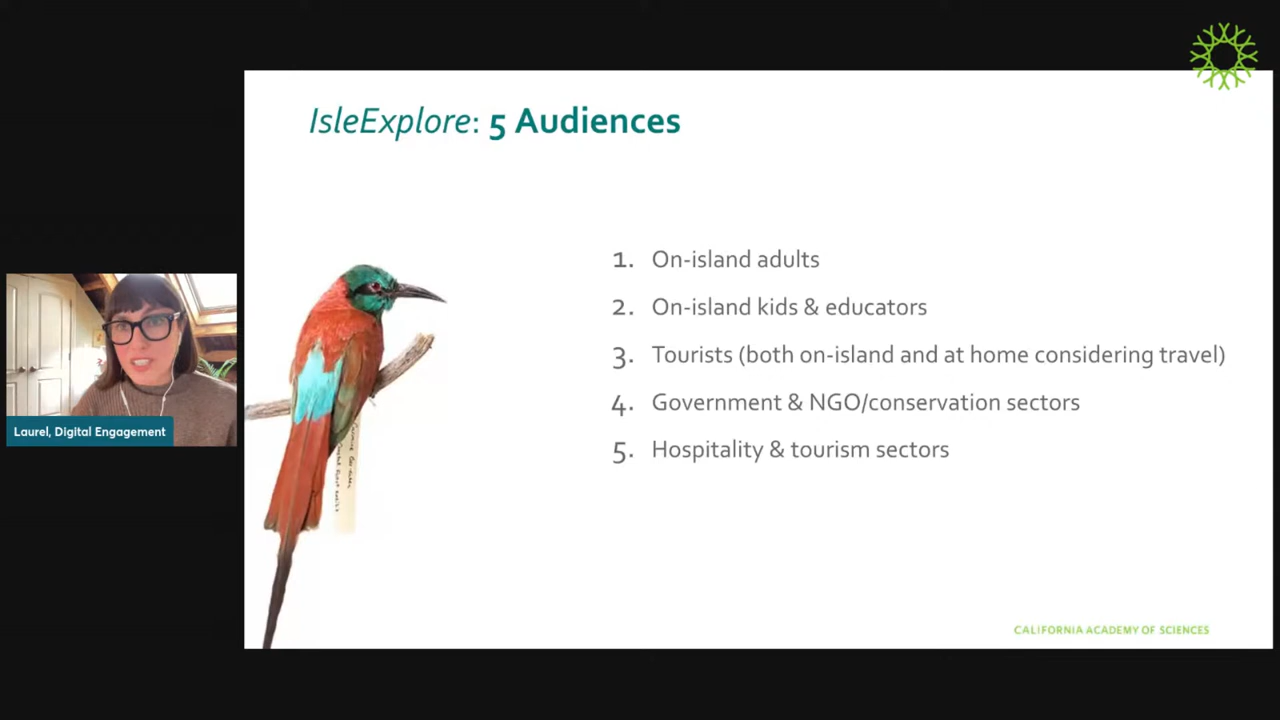 IsleExplore: 5 Audiences
1. On-island adults
2. On-island kids & educators
3. Tourists (both on-island and at home considering travel)
4. Government & NGO/conservation sectors
5. Hospitality & tourism sectors
Laurel, Digital Engagement
CALIFORNIA ACADEMY OF SCIENCES